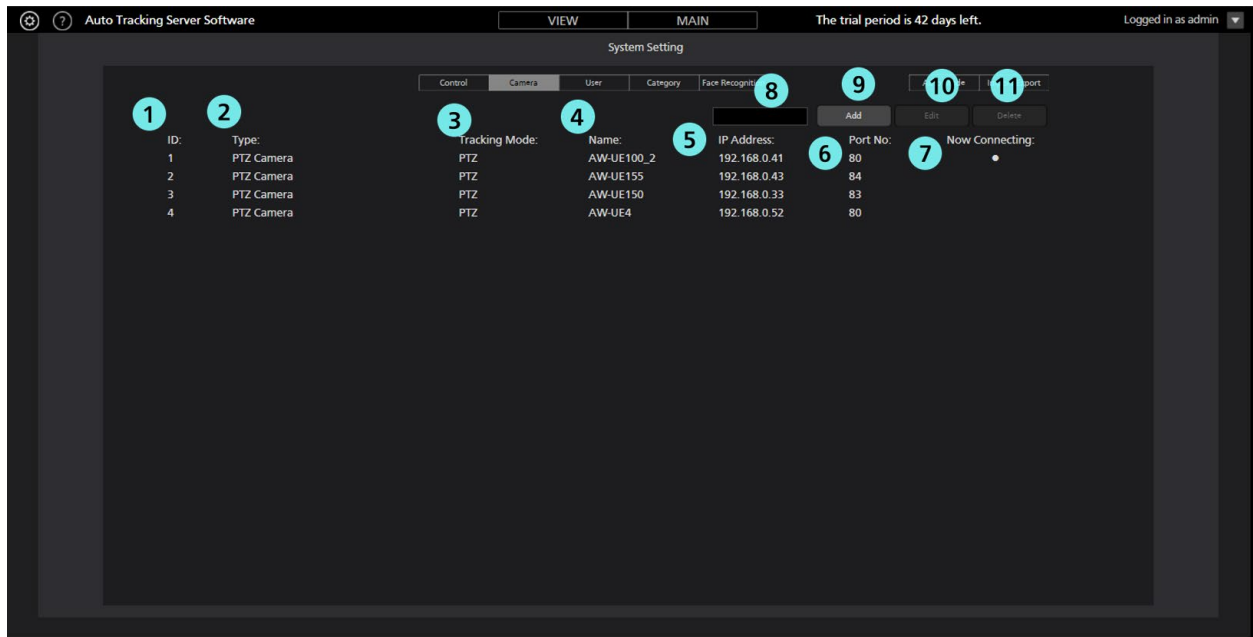 Auto Tracking Server Software VIEW MAIN The trial period is 42 days left. Logged in as admin
System Setting
Control Camera User Category Face
8 9 10 11
Add Edit Delete
1 2 3 4 5 6 7
ID: Type: Tracking Mode: Name: IP Address: Port No: Now Connecting:
1 PTZ Camera PTZ AW-UE100_2 192.168.0.41 80
2 PTZ Camera PTZ AW-UE155 192.168.0.43 84
3 PTZ Camera PTZ AW-UE150 192.168.0.33 83
4 PTZ Camera PTZ AW-UE4 192.168.0.52 80